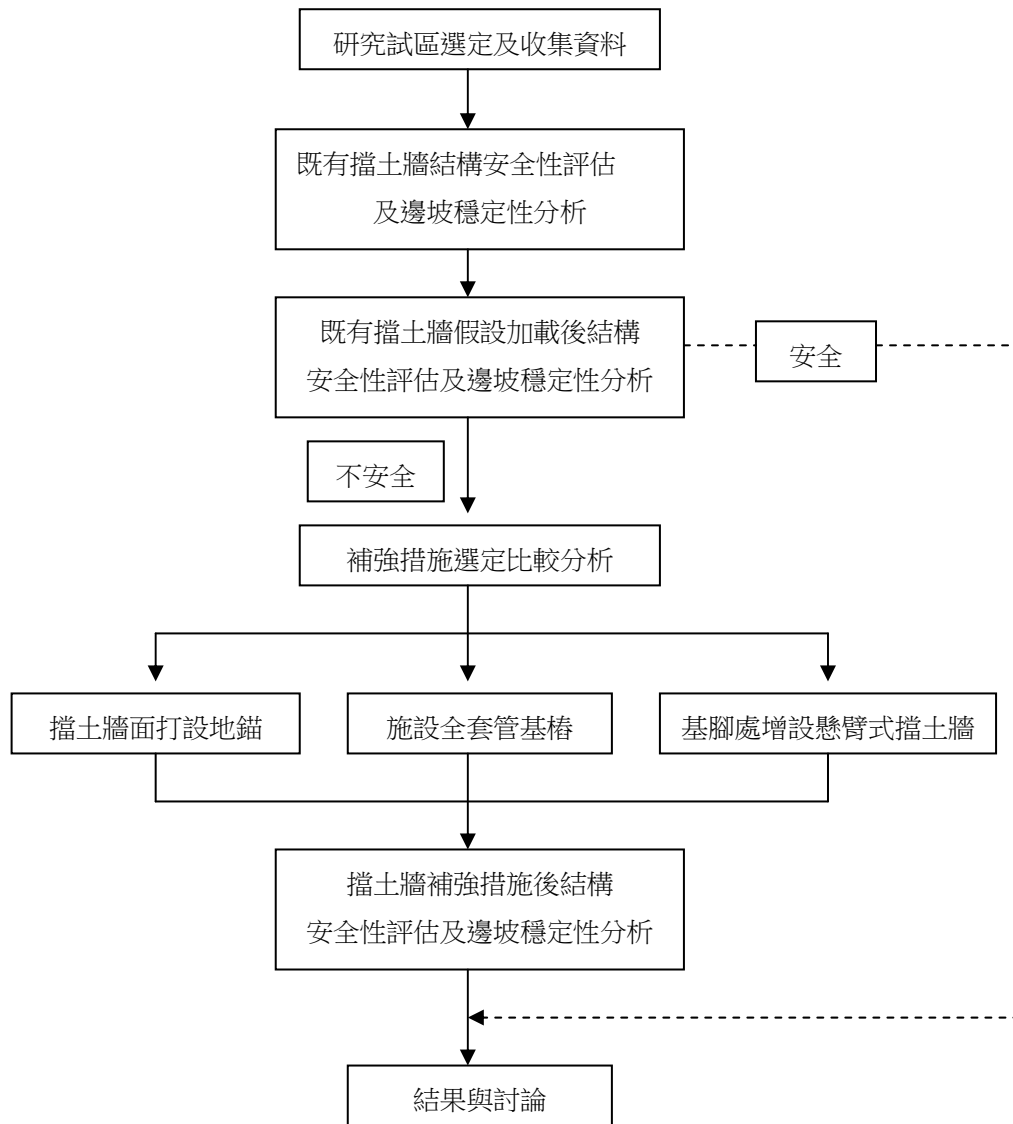 研究試區選定及收集資料
既有擋土牆結構安全性評估
及邊坡穩定性分析
既有擋土牆假設加載後結構
安全性評估及邊坡穩定性分析
安全
不安全
補強措施選定比較分析
擋土牆面打設地錨
施設全套管基樁
基腳處增設懸臂式擋土牆
擋土牆補強措施後結構
安全性評估及邊坡穩定性分析
結果與討論